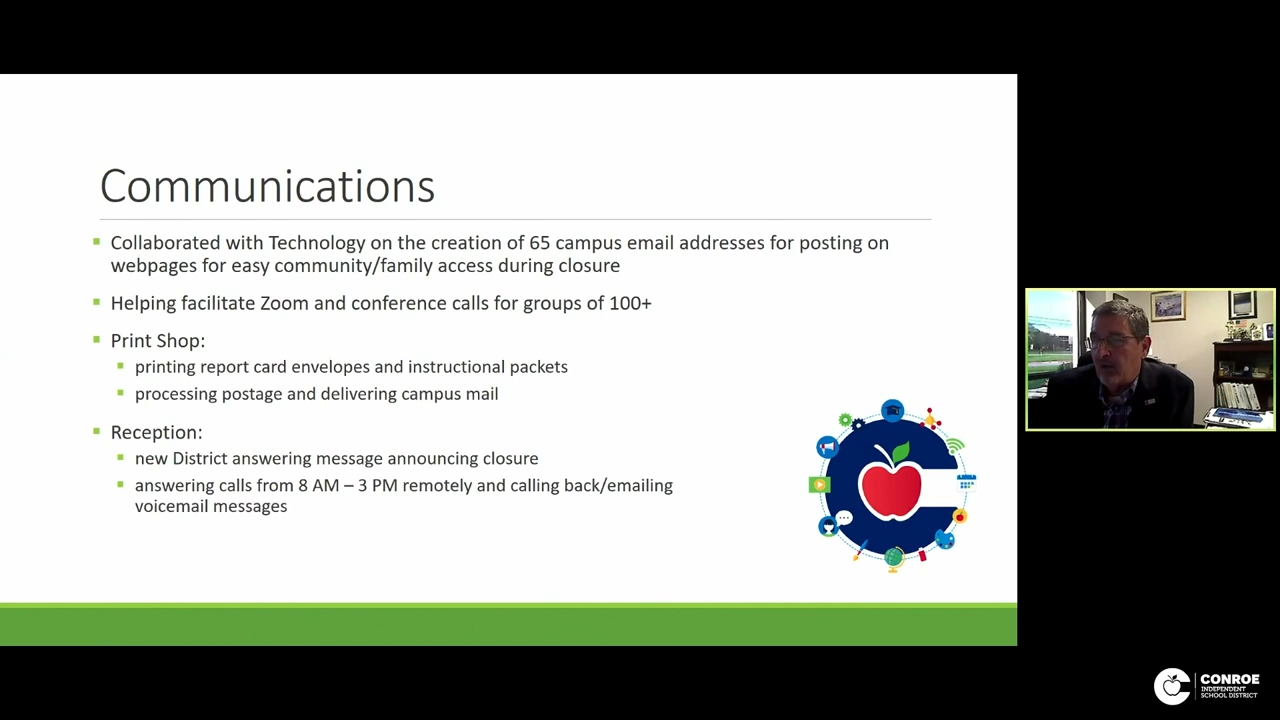 Communications
Collaborated with Technology on the creation of 65 campus email addresses for posting on
webpages for easy community/family access during closure
Helping facilitate Zoom and conference calls for groups of 100+
Print Shop:
printing report card envelopes and instructional packets
processing postage and delivering campus mail
Reception:
new District answering message announcing closure
answering calls from 8 AM – 3 PM remotely and calling back/emailing
voicemail messages
CONROE
INDEPENDENT
SCHOOL DISTRICT